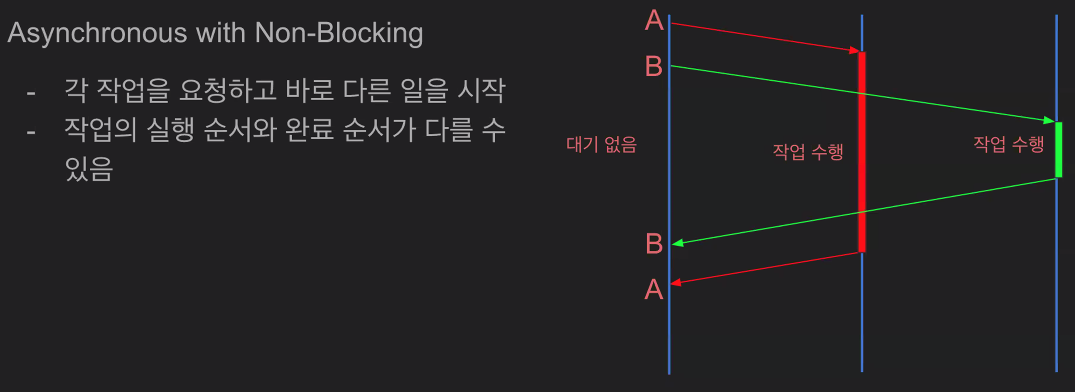 Asynchronous with Non-Blocking
- 각 작업을 요청하고 바로 다른 일을 시작
- 작업의 실행 순서와 완료 순서가 다를 수
있음
A
B
대기 없음
작업 수행
작업 수행
B
A